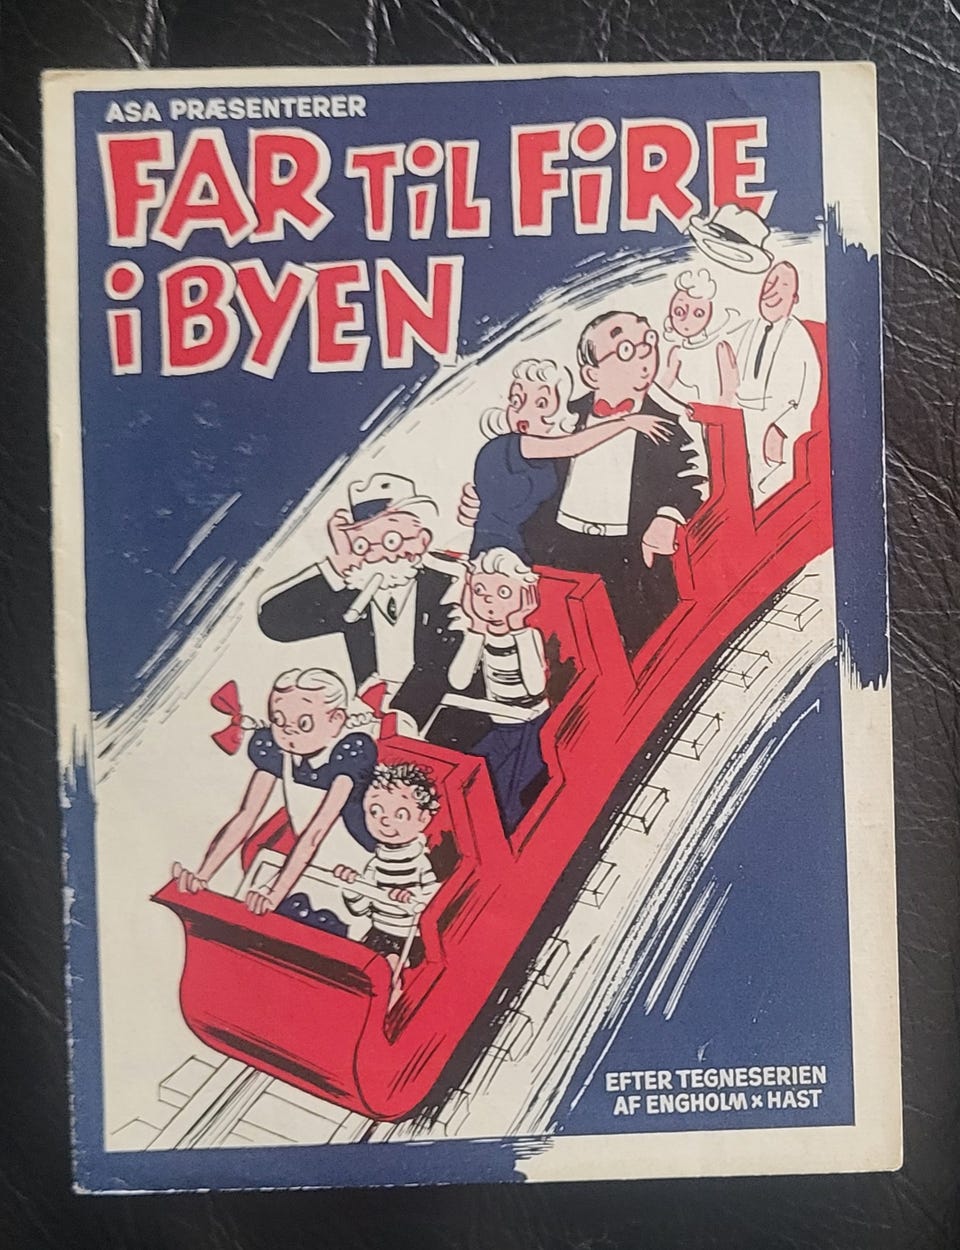 ASA PRÆSENTERER
FAR TiL FiRE
i BYEN
EFTER TEGNESERIEN
AF ENGHOLM x HAST